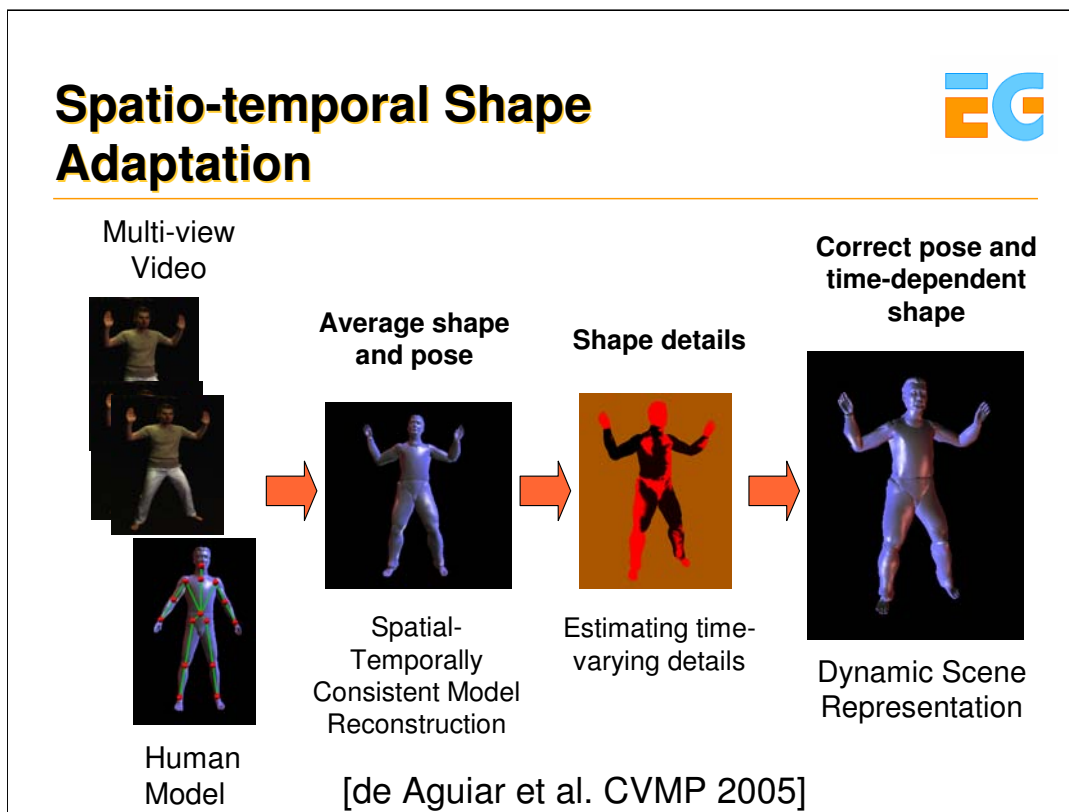 Spatio-temporal Shape
Adaptation
EG
Multi-view
Video
Average shape
and pose
Shape details
Correct pose and
time-dependent
shape
Spatial-
Temporally
Consistent Model
Reconstruction
Estimating time-
varying details
Dynamic Scene
Representation
Human
Model
[de Aguiar et al. CVMP 2005]